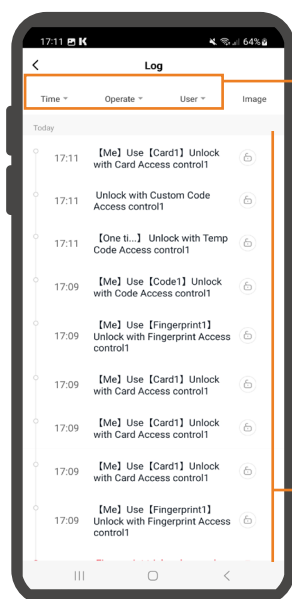 17:11 K 64%
Log
Time Operate User Image
Today
17:11 【Me】Use【Card1】Unlock
with Card Access control1
17:11 Unlock with Custom Code
Access control1
17:11 【One ti...】 Unlock with Temp
Code Access control1
17:09 【Me】Use【Code1】Unlock
with Code Access control1
17:09 【Me】Use【Fingerprint1】
Unlock with Fingerprint Access
control1
17:09 【Me】Use【Card1】Unlock
with Card Access control1
17:09 【Me】Use【Card1】Unlock
with Card Access control1
17:09 【Me】Use【Card1】Unlock
with Card Access control1
17:09 【Me】Use【Fingerprint1】
Unlock with Fingerprint Access
control1